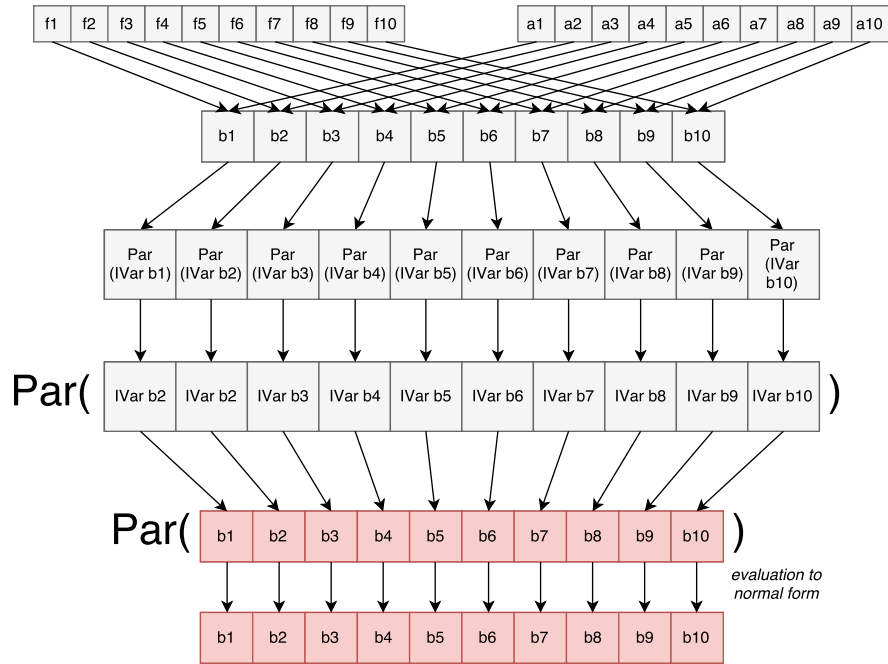 f1 f2 f3 f4 f5 f6 f7 f8 f9 f10 a1 a2 a3 a4 a5 a6 a7 a8 a9 a10
b1 b2 b3 b4 b5 b6 b7 b8 b9 b10
Par (IVar b1)
Par (IVar b2)
Par (IVar b3)
Par (IVar b4)
Par (IVar b5)
Par (IVar b6)
Par (IVar b7)
Par (IVar b8)
Par (IVar b9)
Par (IVar b10)
Par( IVar b2 IVar b2 IVar b3 IVar b4 IVar b5 IVar b6 IVar b7 IVar b8 IVar b9 IVar b10 )
Par( b1 b2 b3 b4 b5 b6 b7 b8 b9 b10 )
evaluation to
normal form
b1 b2 b3 b4 b5 b6 b7 b8 b9 b10